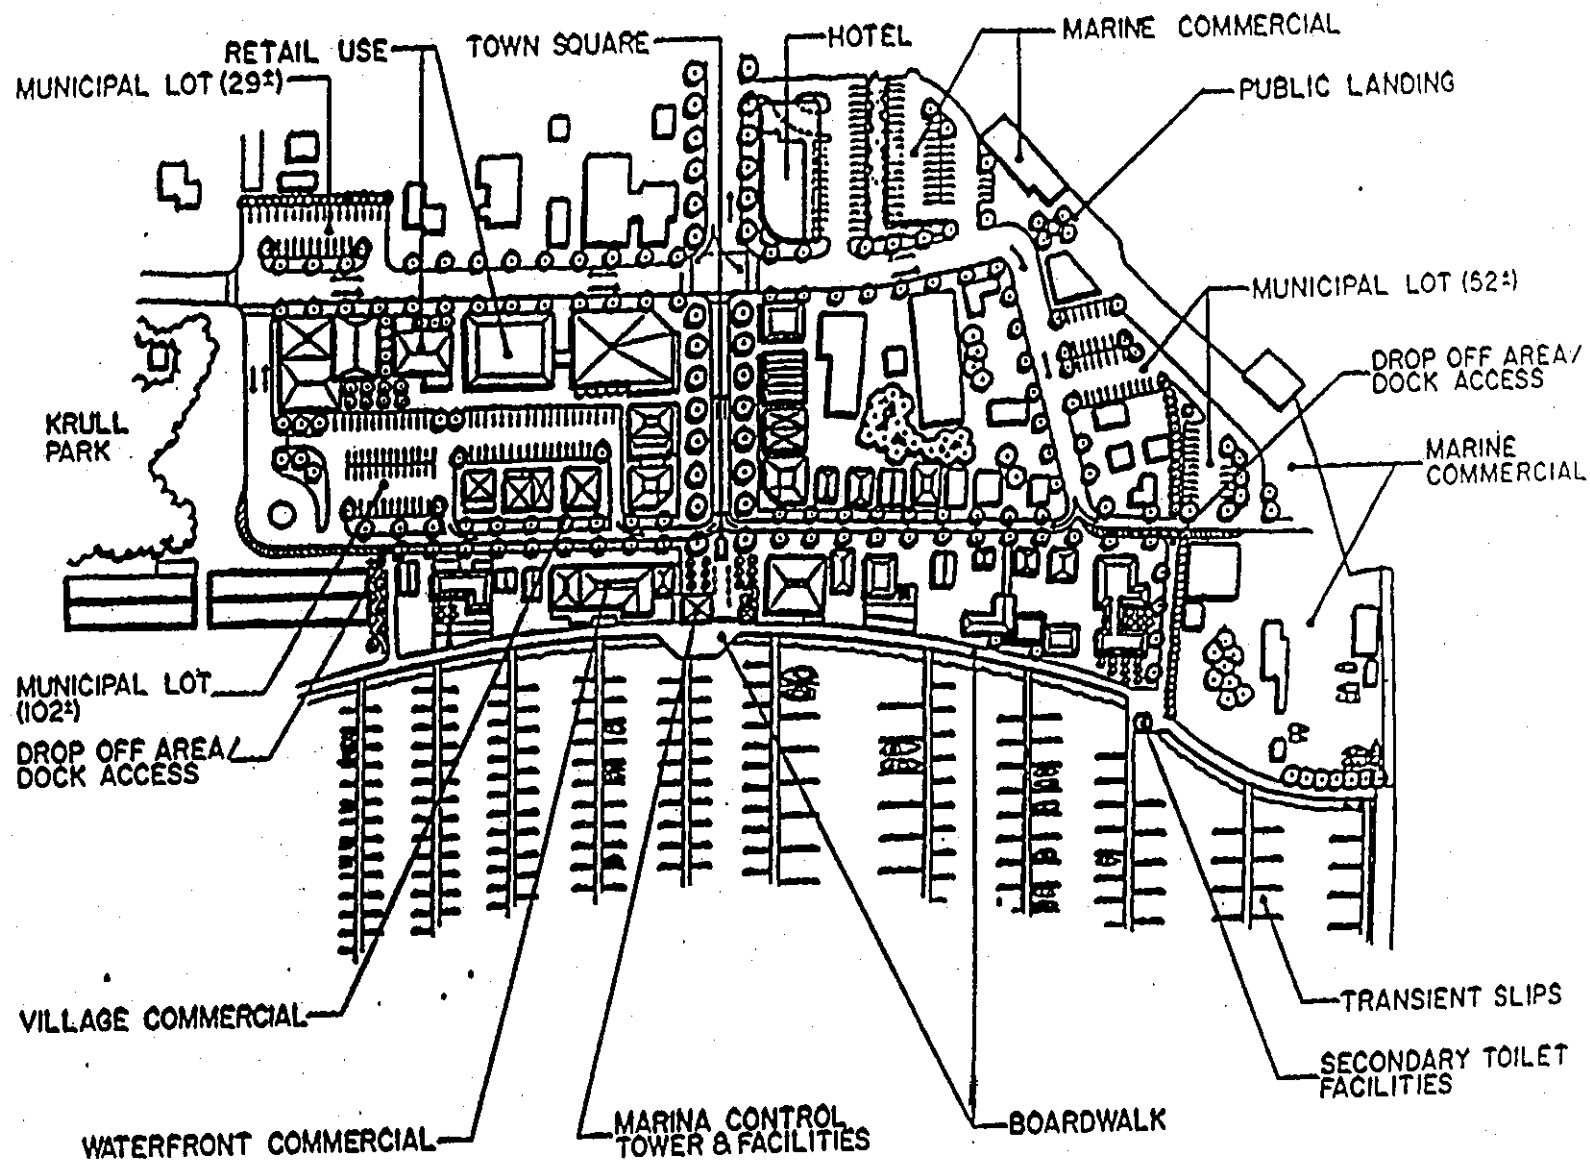 RETAIL USE
TOWN SQUARE
HOTEL
MARINE COMMERCIAL
MUNICIPAL LOT (29±)
PUBLIC LANDING
MUNICIPAL LOT (52±)
DROP OFF AREA/
DOCK ACCESS
KRULL
PARK
MARINE
COMMERCIAL
MUNICIPAL LOT
(102±)
DROP OFF AREA/
DOCK ACCESS
VILLAGE COMMERCIAL
TRANSIENT SLIPS
SECONDARY TOILET
FACILITIES
WATERFRONT COMMERCIAL
MARINA CONTROL
TOWER & FACILITIES
BOARDWALK